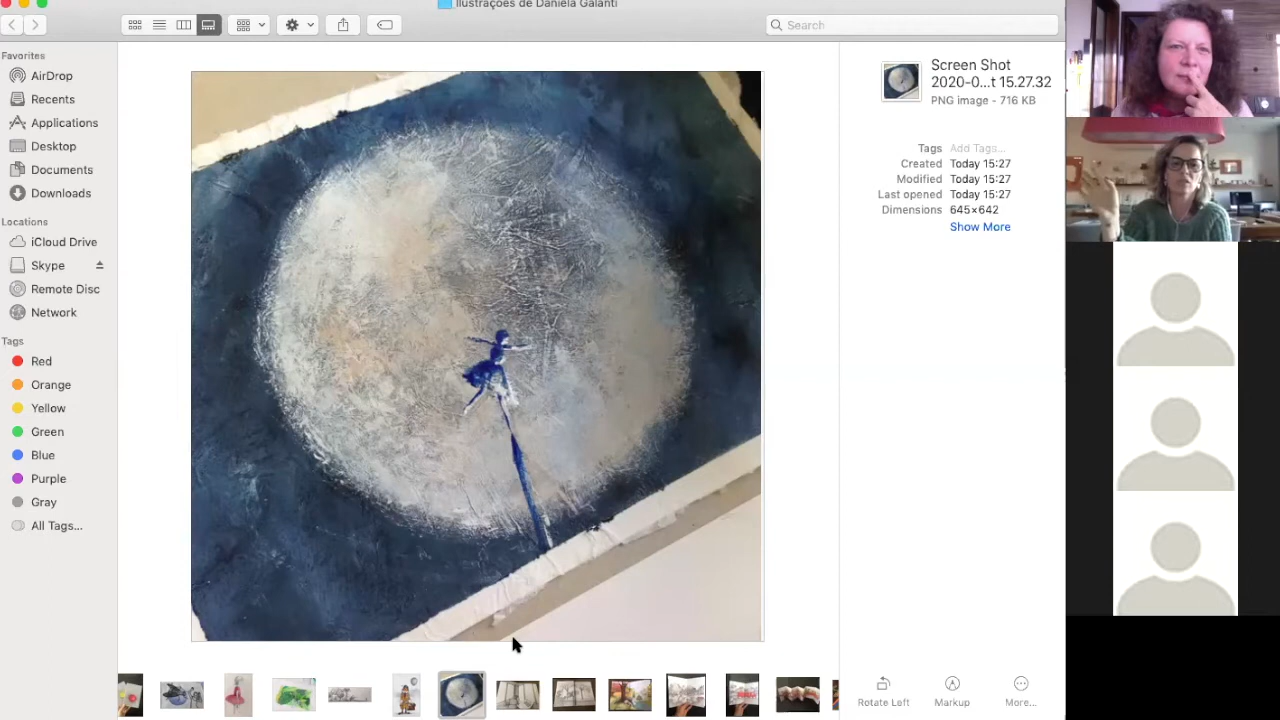 Ilustrações de Daniela Galanti
Search
Favorites
AirDrop
Recents
Applications
Desktop
Documents
Downloads
Locations
iCloud Drive
Skype
Remote Disc
Network
Tags
Red
Orange
Yellow
Green
Blue
Purple
Gray
All Tags...
Screen Shot
2020-0...t 15.27.32
PNG image - 716 KB
Tags Add Tags...
Created Today 15:27
Modified Today 15:27
Last opened Today 15:27
Dimensions 645×642
Show More
Rotate Left
Markup
More...